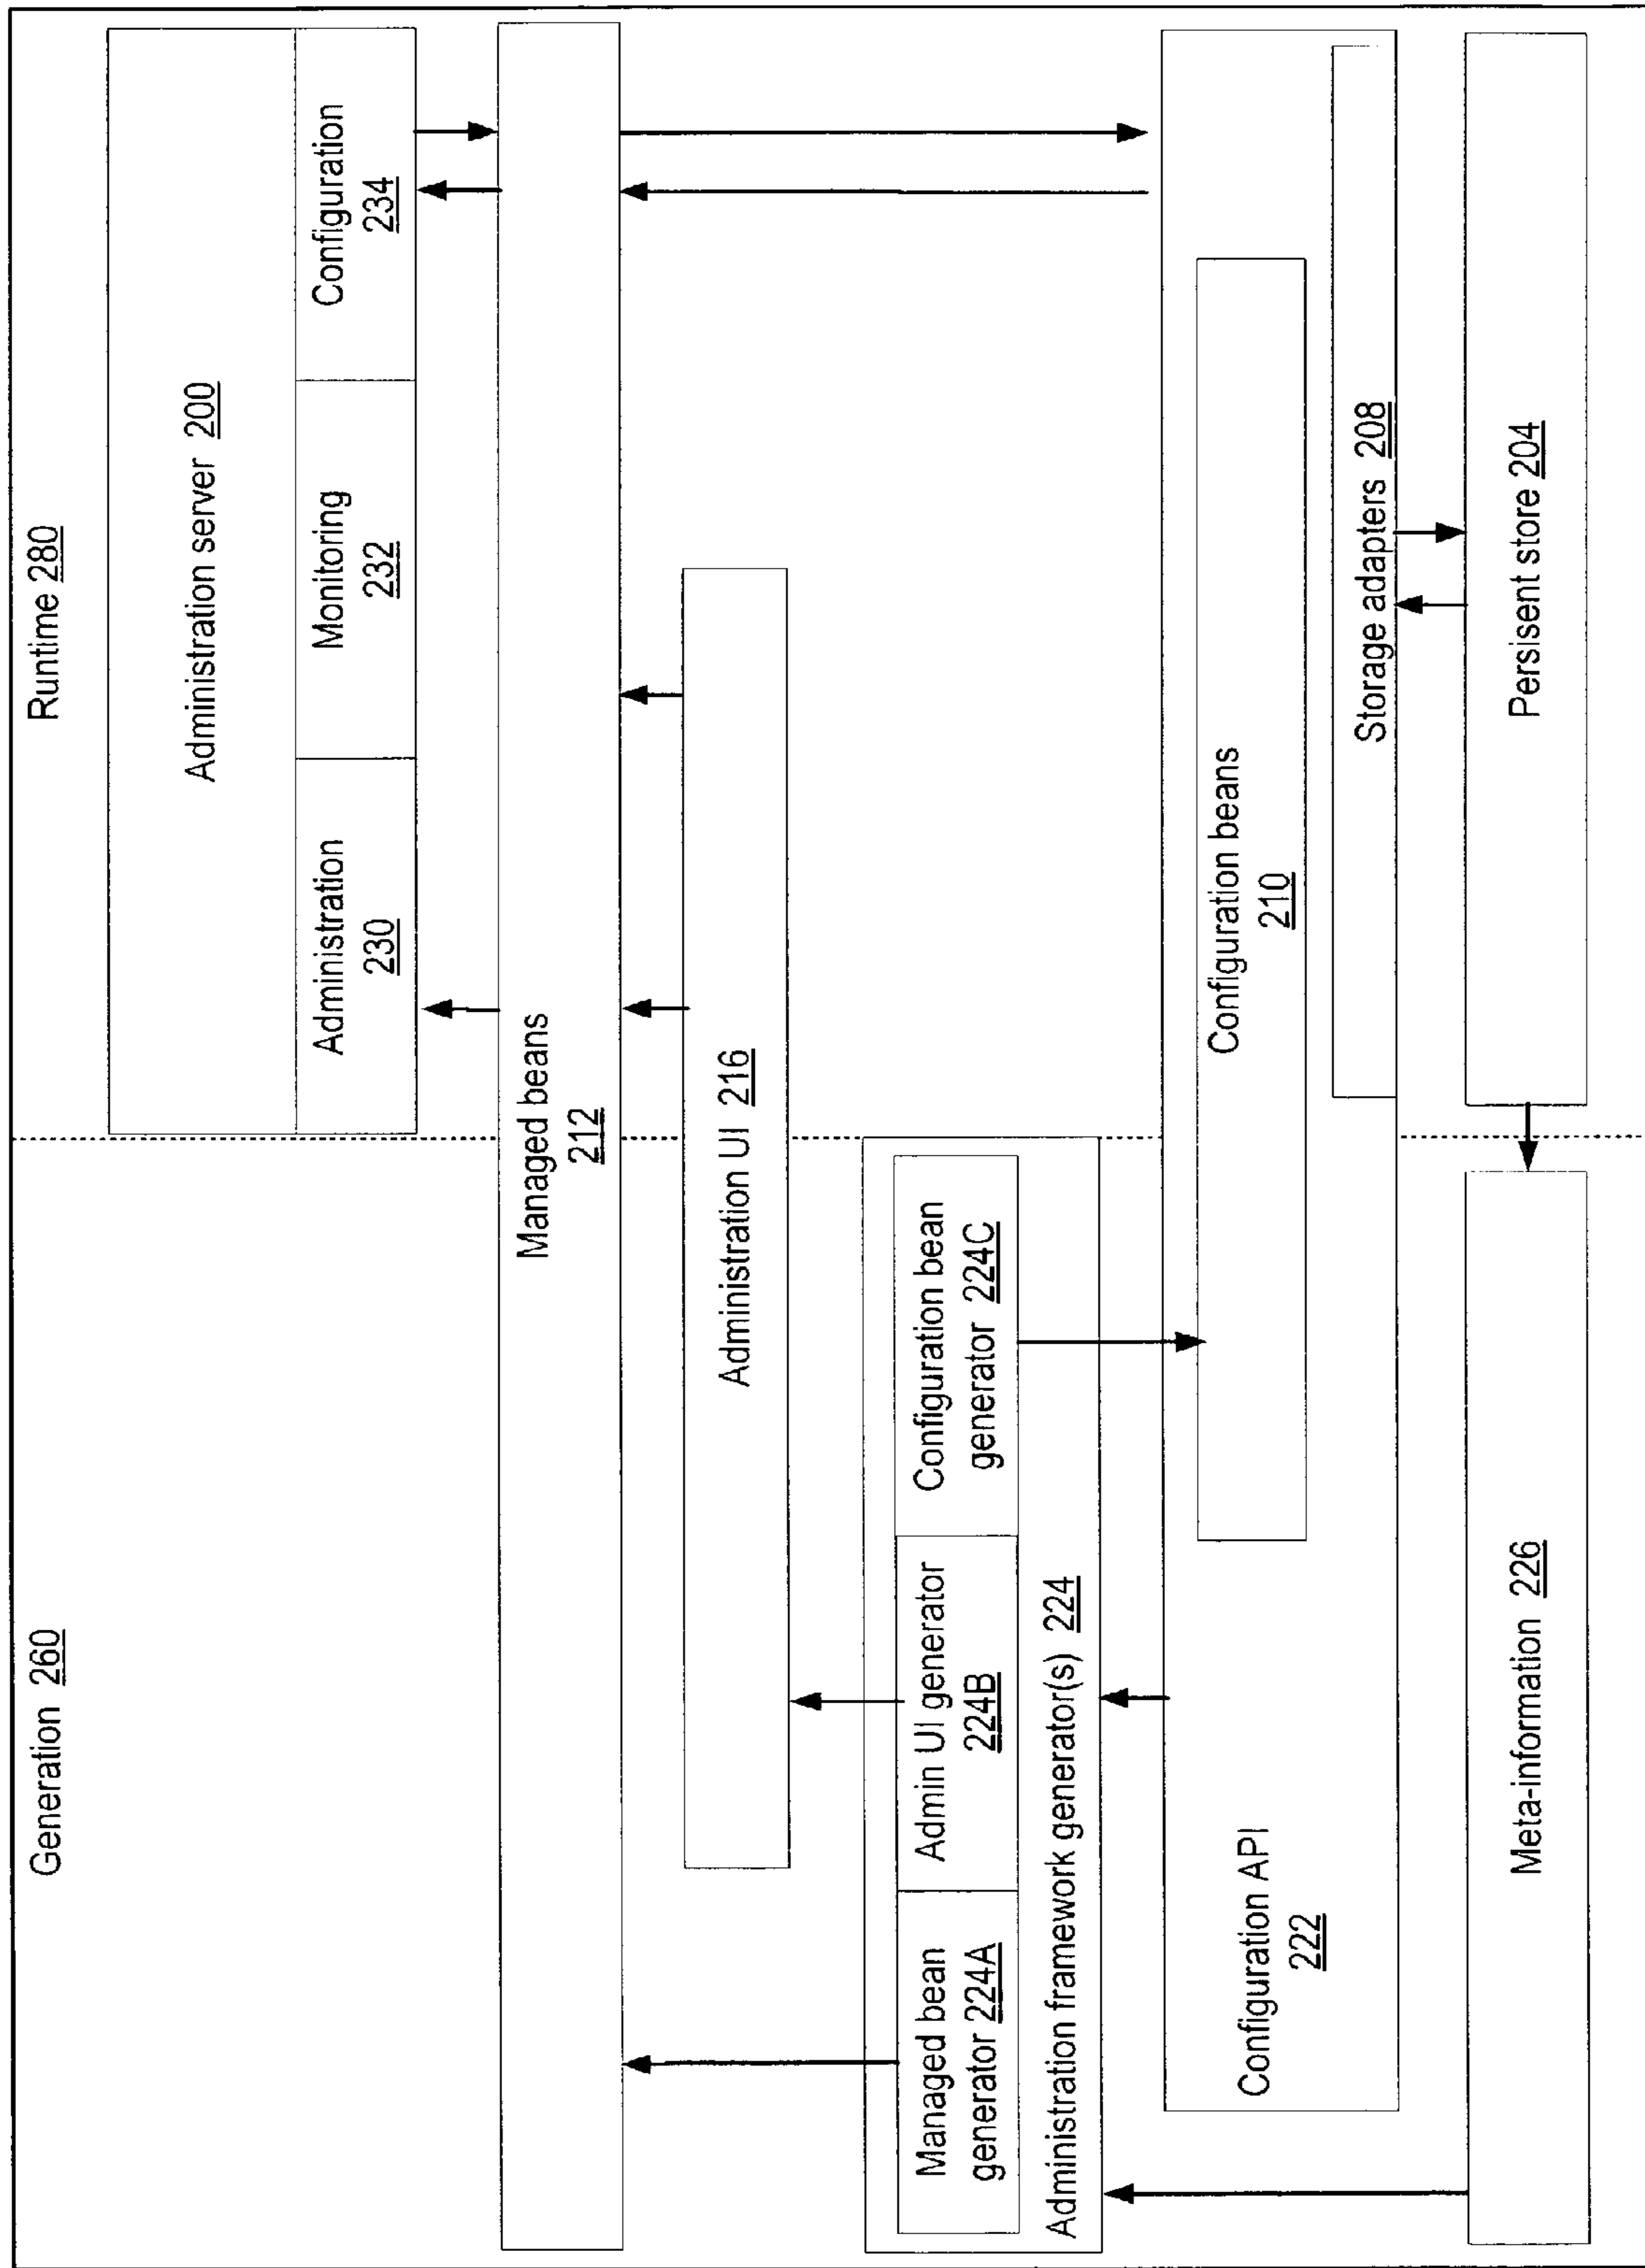 Generation 260
Runtime 280
Administration server 200
Administration
230
Monitoring
232
Configuration
234
Managed beans
212
Administration UI 216
Managed bean
generator 224A
Admin UI generator
224B
Configuration bean
generator 224C
Administration framework generator(s) 224
Configuration API
222
Configuration beans
210
Storage adapters 208
Meta-information 226
Persisent store 204